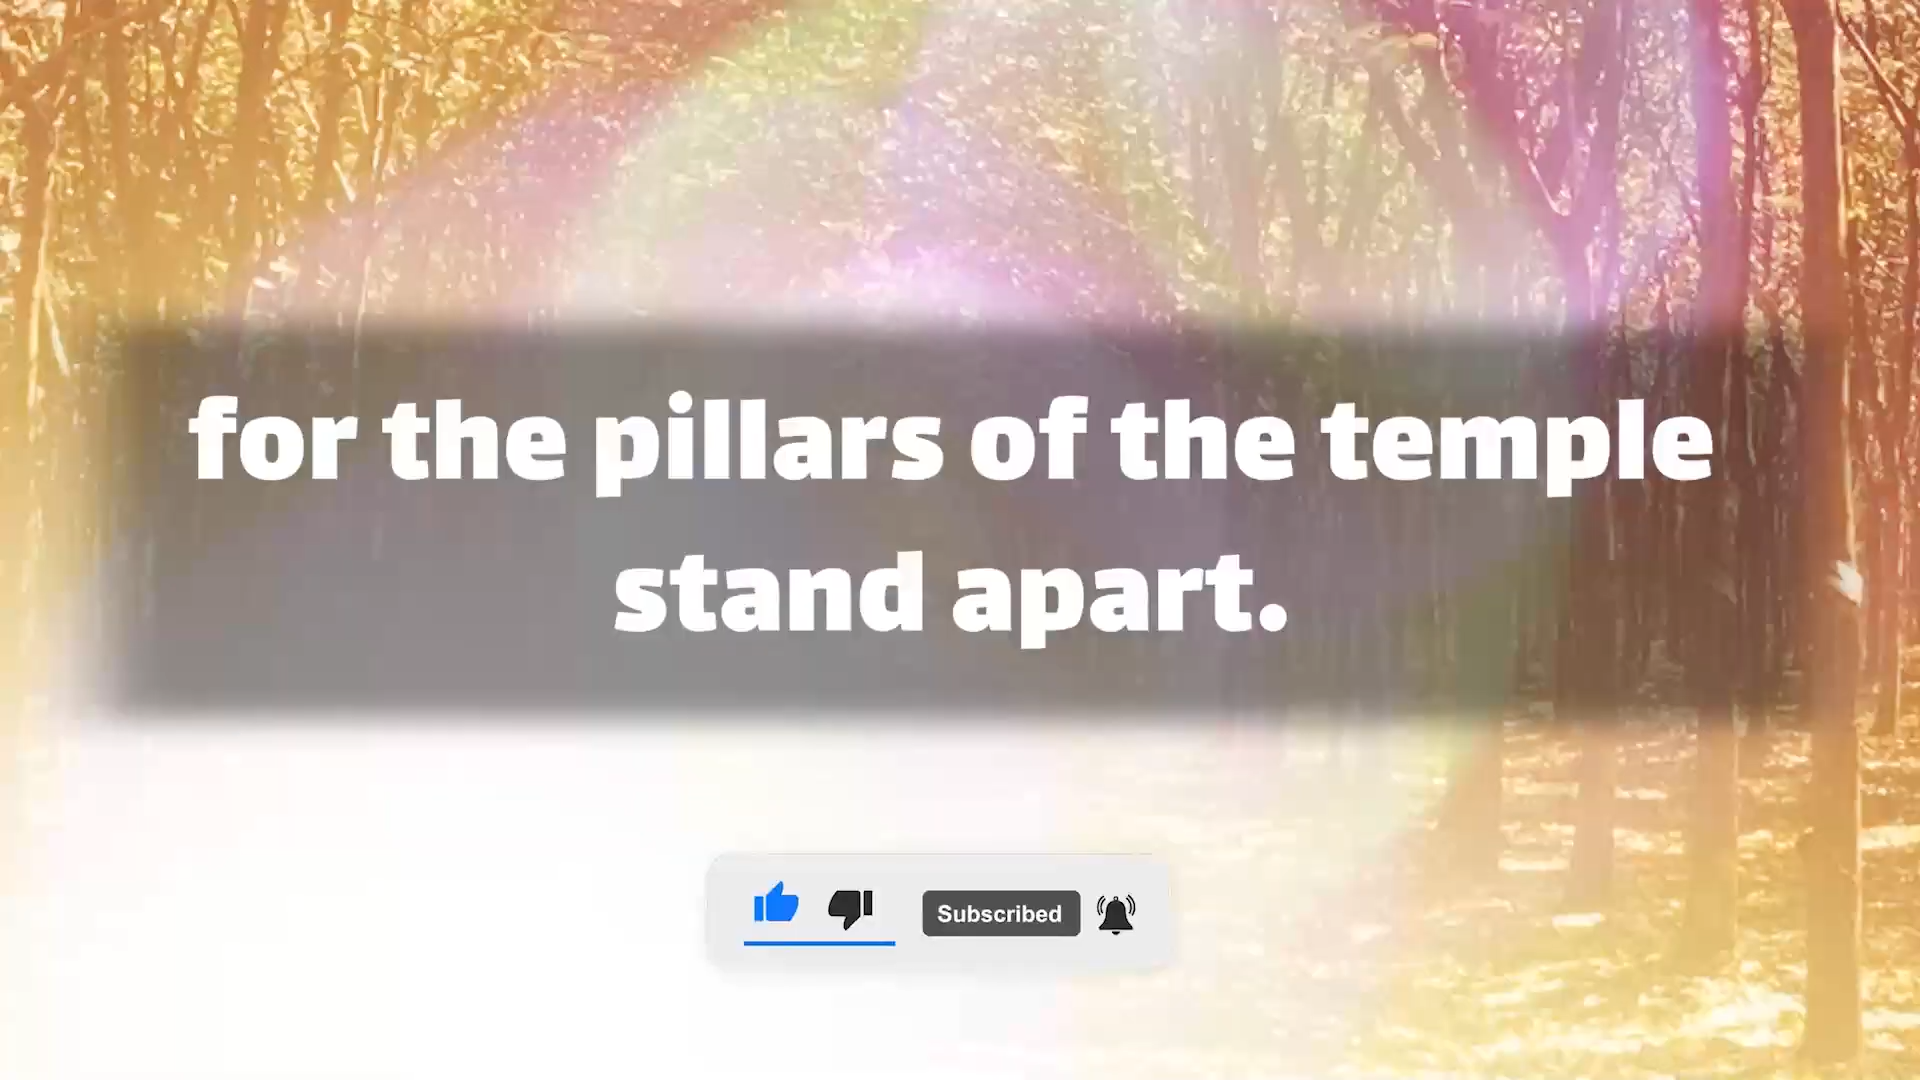 for the pillars of the temple
stand apart.
Subscribed